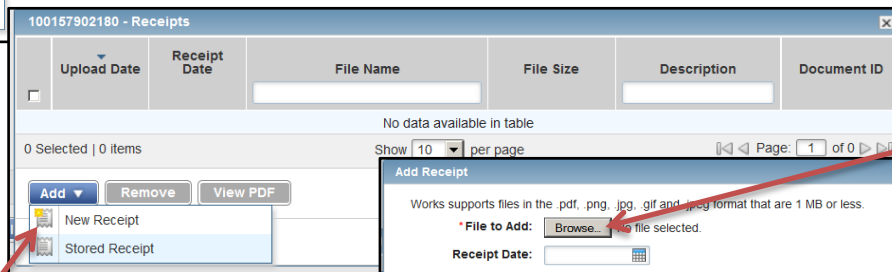 100157902180 - Receipts
Upload Date Receipt Date File Name File Size Description Document ID
No data available in table
0 Selected | 0 items Show 10 per page Page: 1 of 0
Add Remove View PDF
New Receipt
Stored Receipt
Add Receipt
Works supports files in the .pdf, .png, .jpg, .gif and .jpeg format that are 1 MB or less.
*File to Add: Browse... No file selected.
Receipt Date: